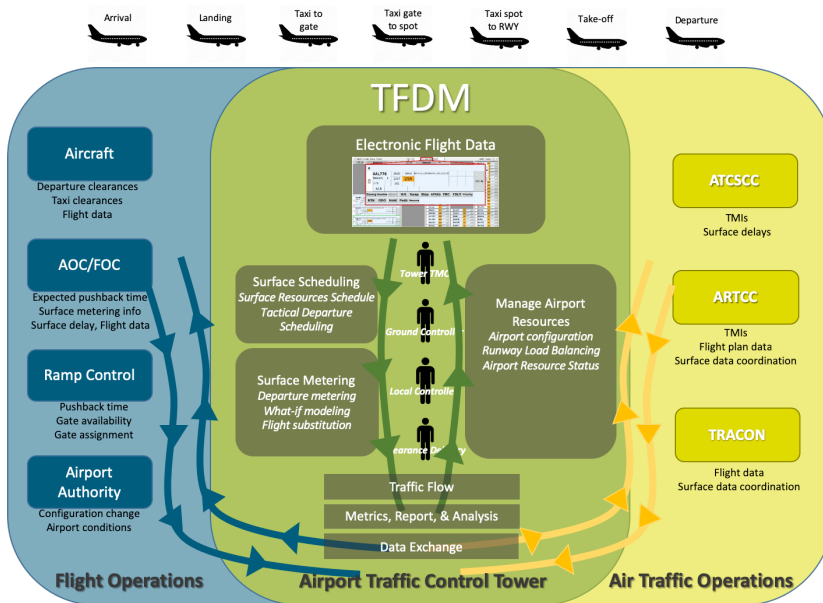 Arrival
Landing
Taxi to
gate
Taxi gate
to spot
Taxi spot
to RWY
Take-off
Departure
TFDM
Electronic Flight Data
AAL776
Aircraft
Departure clearances
Taxi clearances
Flight data
AOC/FOC
Expected pushback time
Surface metering info
Surface delay, Flight data
Ramp Control
Pushback time
Gate availability
Gate assignment
Airport
Authority
Configuration change
Airport conditions
Surface Scheduling
Surface Resources Schedule
Tactical Departure
Scheduling
Surface Metering
Departure metering
What-if modeling
Flight substitution
Tower TMC
Ground Controlle
Local Controlle
earance De
Manage Airport
Resources
Airport configuration
Runway Load Balancing
Airport Resource Status
Traffic Flow
Metrics, Report, & Analysis
Data Exchange
ATCSCC
TMIs
Surface delays
ARTCC
TMIs
Flight plan data
Surface data coordination
TRACON
Flight data
Surface data coordination
Flight Operations
Airport Traffic Control Tower
Air Traffic Operations